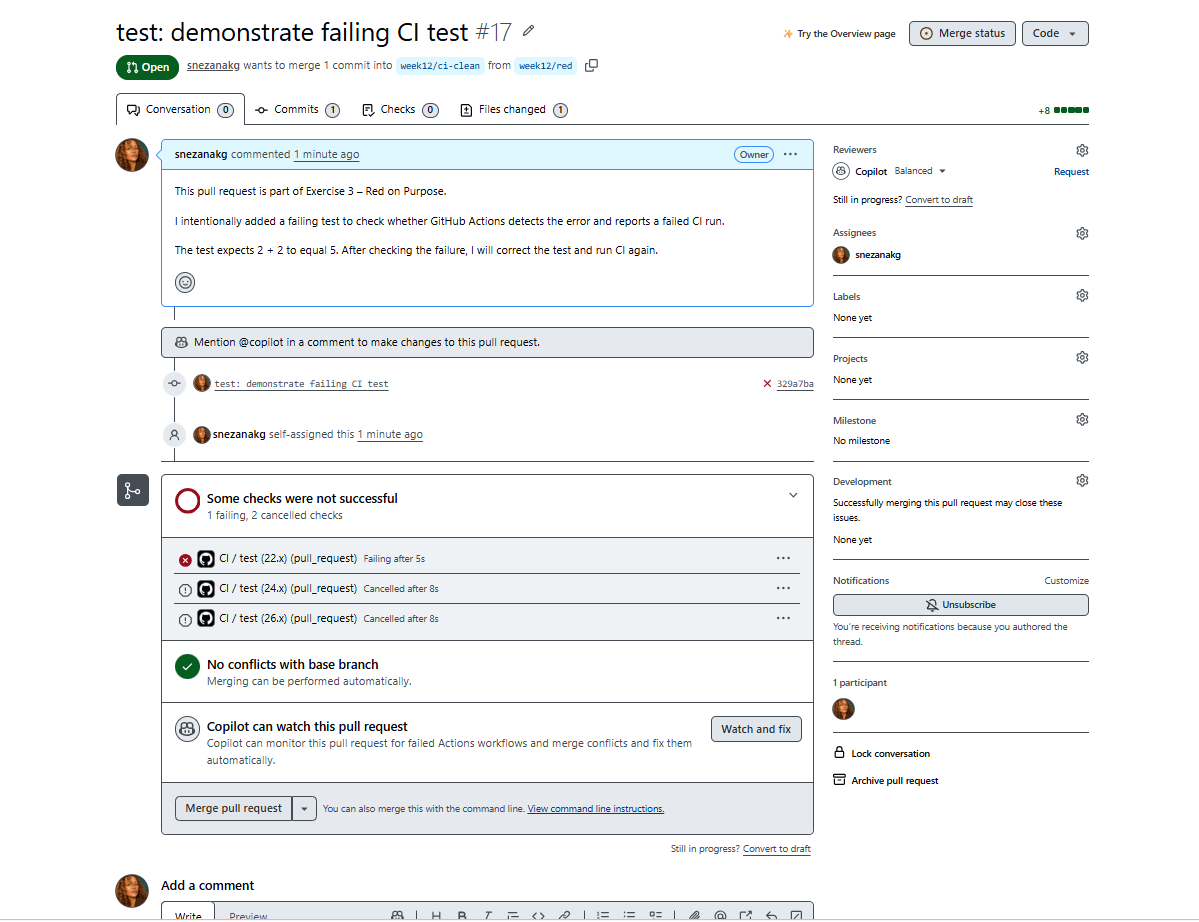 test: demonstrate failing CI test #17
Try the Overview page
Merge status
Code
Open
snezanakg wants to merge 1 commit into week12/ci-clean from week12/red
Conversation 0
Commits 1
Checks 0
Files changed 1
+8
snezanakg commented 1 minute ago
Owner
This pull request is part of Exercise 3 – Red on Purpose.
I intentionally added a failing test to check whether GitHub Actions detects the error and reports a failed CI run.
The test expects 2 + 2 to equal 5. After checking the failure, I will correct the test and run CI again.
Mention @copilot in a comment to make changes to this pull request.
test: demonstrate failing CI test
329a7ba
snezanakg self-assigned this 1 minute ago
Some checks were not successful
1 failing, 2 cancelled checks
CI / test (22.x) (pull_request) Failing after 5s
CI / test (24.x) (pull_request) Cancelled after 8s
CI / test (26.x) (pull_request) Cancelled after 8s
No conflicts with base branch
Merging can be performed automatically.
Copilot can watch this pull request
Copilot can monitor this pull request for failed Actions workflows and merge conflicts and fix them
automatically.
Watch and fix
Merge pull request
You can also merge this with the command line. View command line instructions.
Still in progress? Convert to draft
Add a comment
Write
Preview
Reviewers
Copilot Balanced
Request
Still in progress? Convert to draft
Assignees
snezanakg
Labels
None yet
Projects
None yet
Milestone
No milestone
Development
Successfully merging this pull request may close these
issues.
None yet
Notifications
Customize
Unsubscribe
You're receiving notifications because you authored the
thread.
1 participant
Lock conversation
Archive pull request